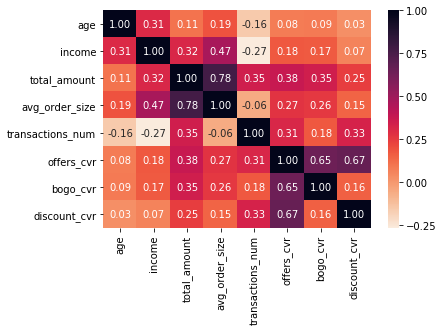 age 1.00 0.31 0.11 0.19 -0.16 0.08 0.09 0.03
income 0.31 1.00 0.32 0.47 -0.27 0.18 0.17 0.07
total_amount 0.11 0.32 1.00 0.78 0.35 0.38 0.35 0.25
avg_order_size 0.19 0.47 0.78 1.00 -0.06 0.27 0.26 0.15
transactions_num -0.16 -0.27 0.35 -0.06 1.00 0.31 0.18 0.33
offers_cvr 0.08 0.18 0.38 0.27 0.31 1.00 0.65 0.67
bogo_cvr 0.09 0.17 0.35 0.26 0.18 0.65 1.00 0.16
discount_cvr 0.03 0.07 0.25 0.15 0.33 0.67 0.16 1.00
age
income
total_amount
avg_order_size
transactions_num
offers_cvr
bogo_cvr
discount_cvr
1.00
0.75
0.50
0.25
0.00
-0.25